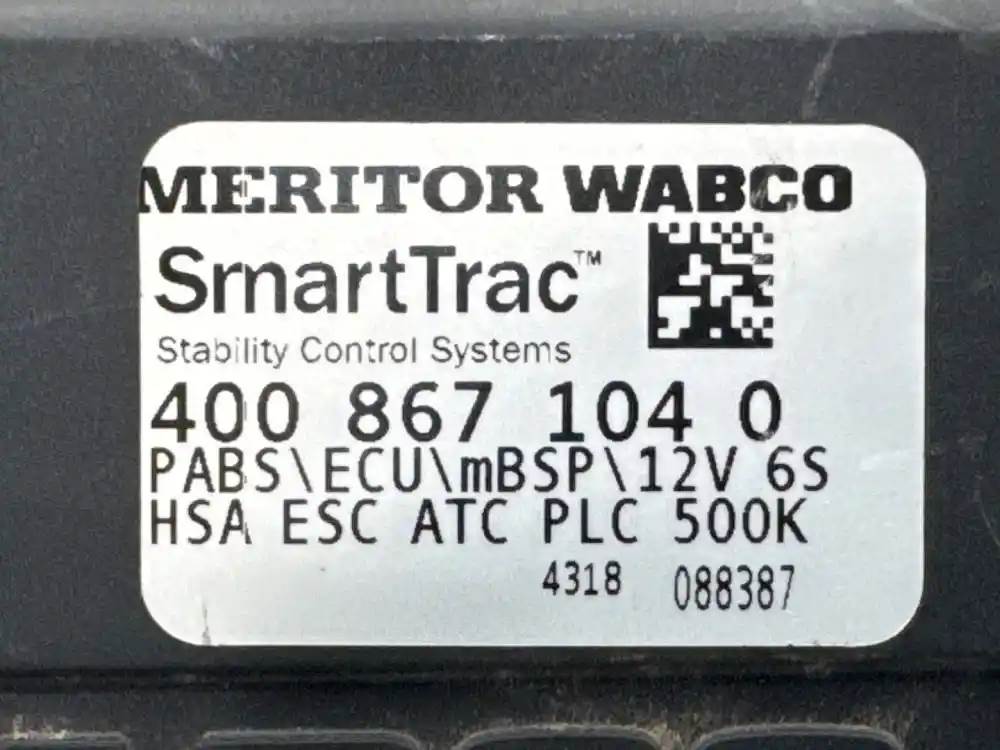 MERITOR WABCO
SmartTrac™
Stability Control Systems
400 867 104 0
PABS\ECU\mBSP\12V 6S
HSA ESC ATC PLC 500K
4318 088387